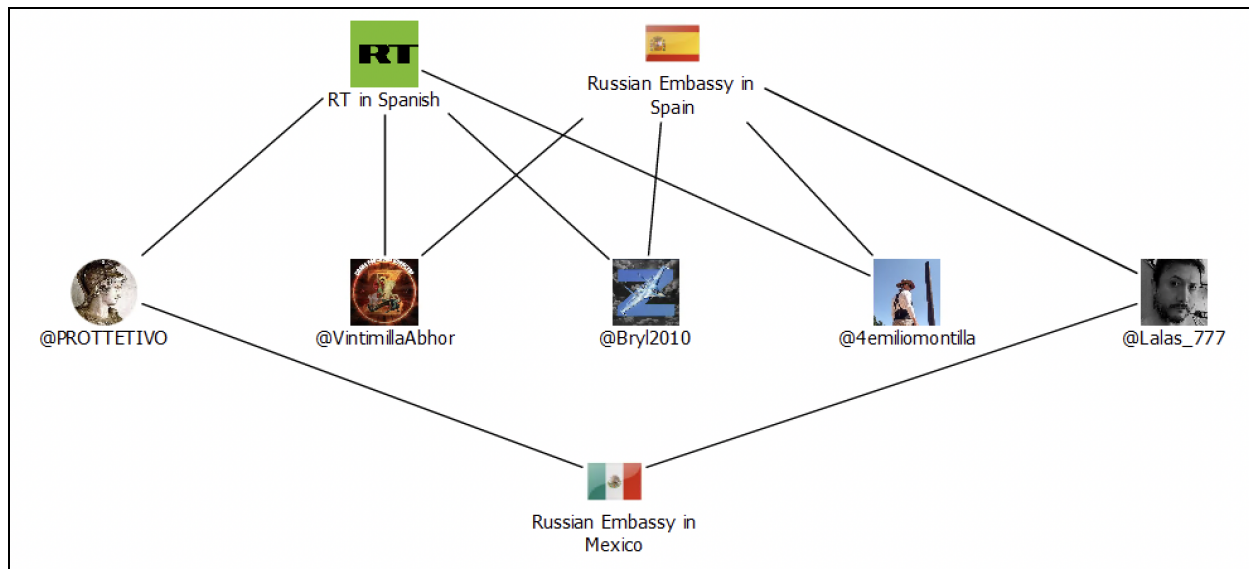 RT
RT in Spanish
Russian Embassy in
Spain
@PROTTETIVO
@VintimillaAbhor
@Bryl2010
@4emiliomontilla
@Lalas_777
Russian Embassy in
Mexico